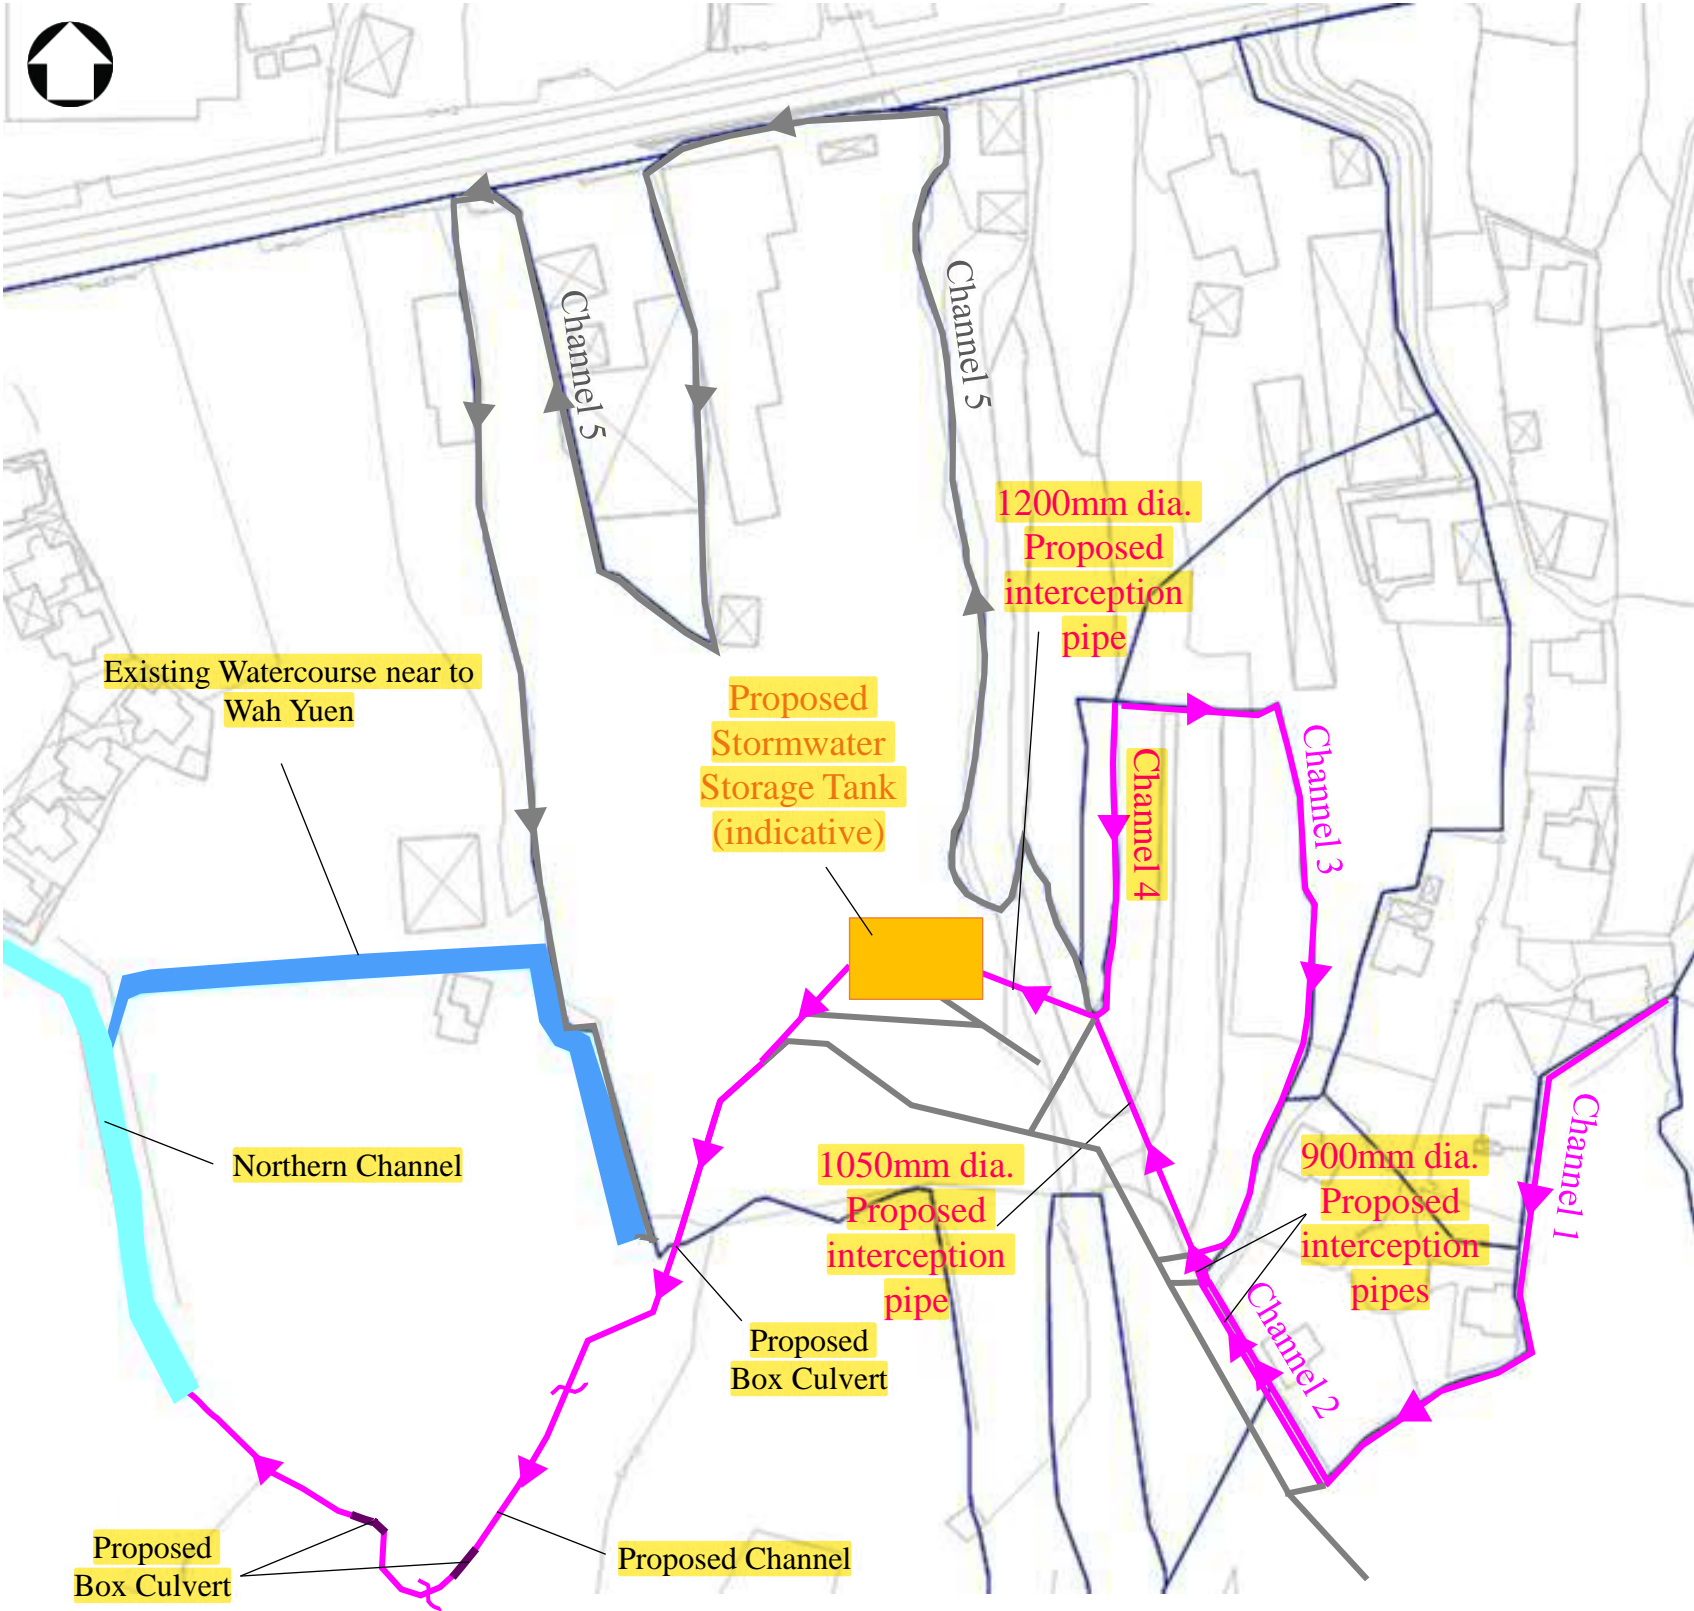 Channel 5
Channel 5
1200mm dia.
Proposed
interception
pipe
Existing Watercourse near to
Wah Yuen
Proposed
Stormwater
Storage Tank
(indicative)
Channel 4
Channel 3
Northern Channel
1050mm dia.
Proposed
interception
pipe
900mm dia.
Proposed
interception
pipes
Channel 1
Channel 2
Proposed
Box Culvert
Proposed
Box Culvert
Proposed Channel